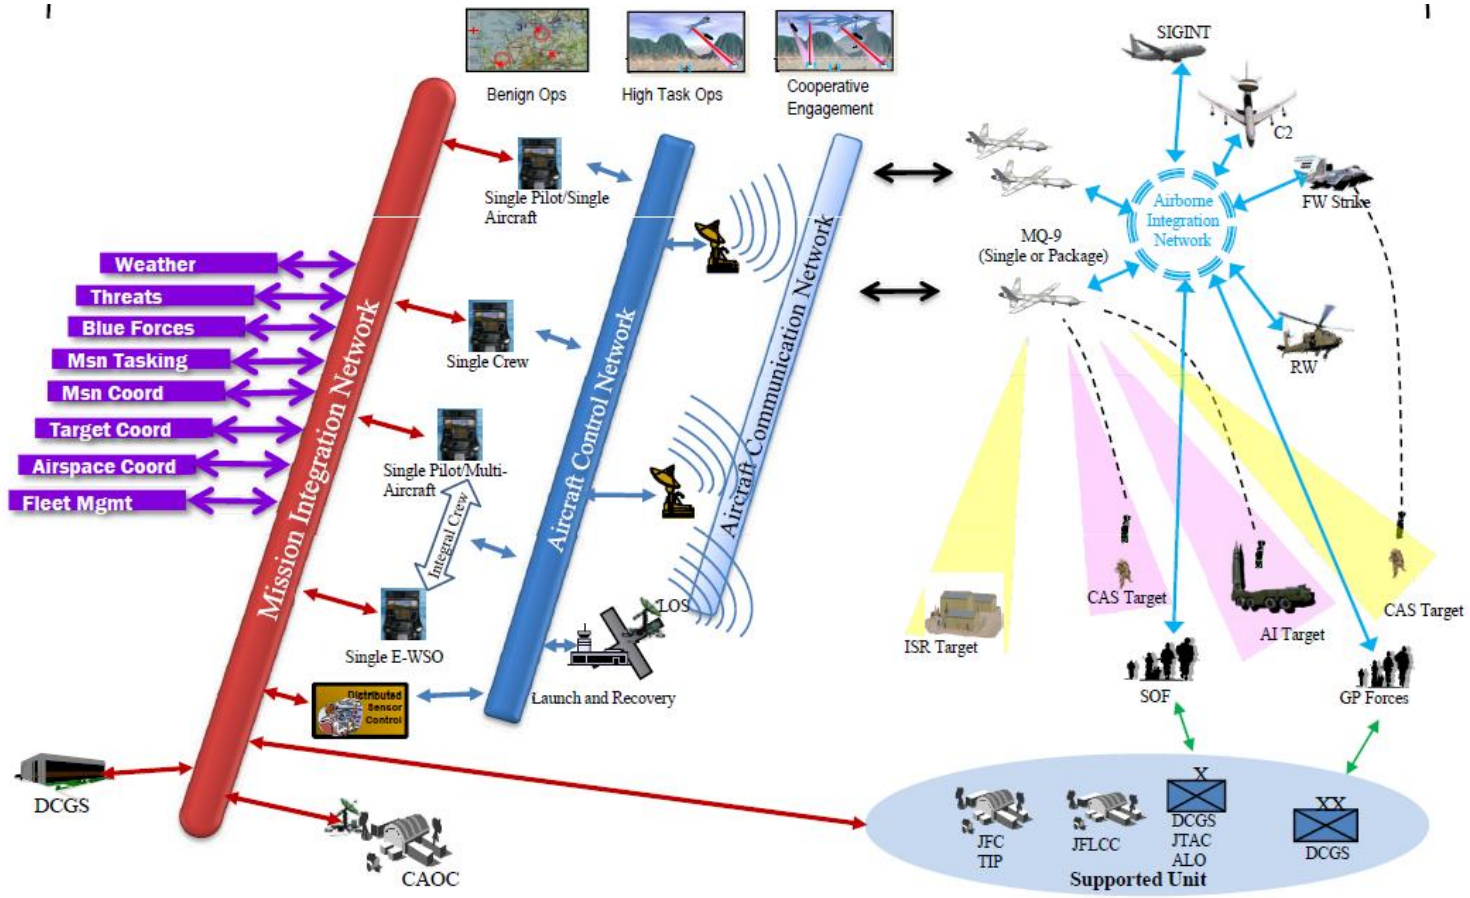 SIGINT
Benign Ops
High Task Ops
Cooperative
Engagement
C2
FW Strike
Airborne
Integration
Network
MQ-9
(Single or Package)
RW
Single Pilot/Single
Aircraft
Weather
Threats
Blue Forces
Msn Tasking
Msn Coord
Target Coord
Airspace Coord
Fleet Mgmt
Mission Integration Network
Single Crew
Single Pilot/Multi-
Aircraft
Integral Crew
Single E-WSO
Distributed
Sensor
Control
Aircraft Control Network
Aircraft Communication Network
LOS
Launch and Recovery
ISR Target
CAS Target
AI Target
CAS Target
SOF
GP Forces
DCGS
CAOC
JFC
TIP
JFLCC
X
DCGS
JTAC
ALO
XX
DCGS
Supported Unit